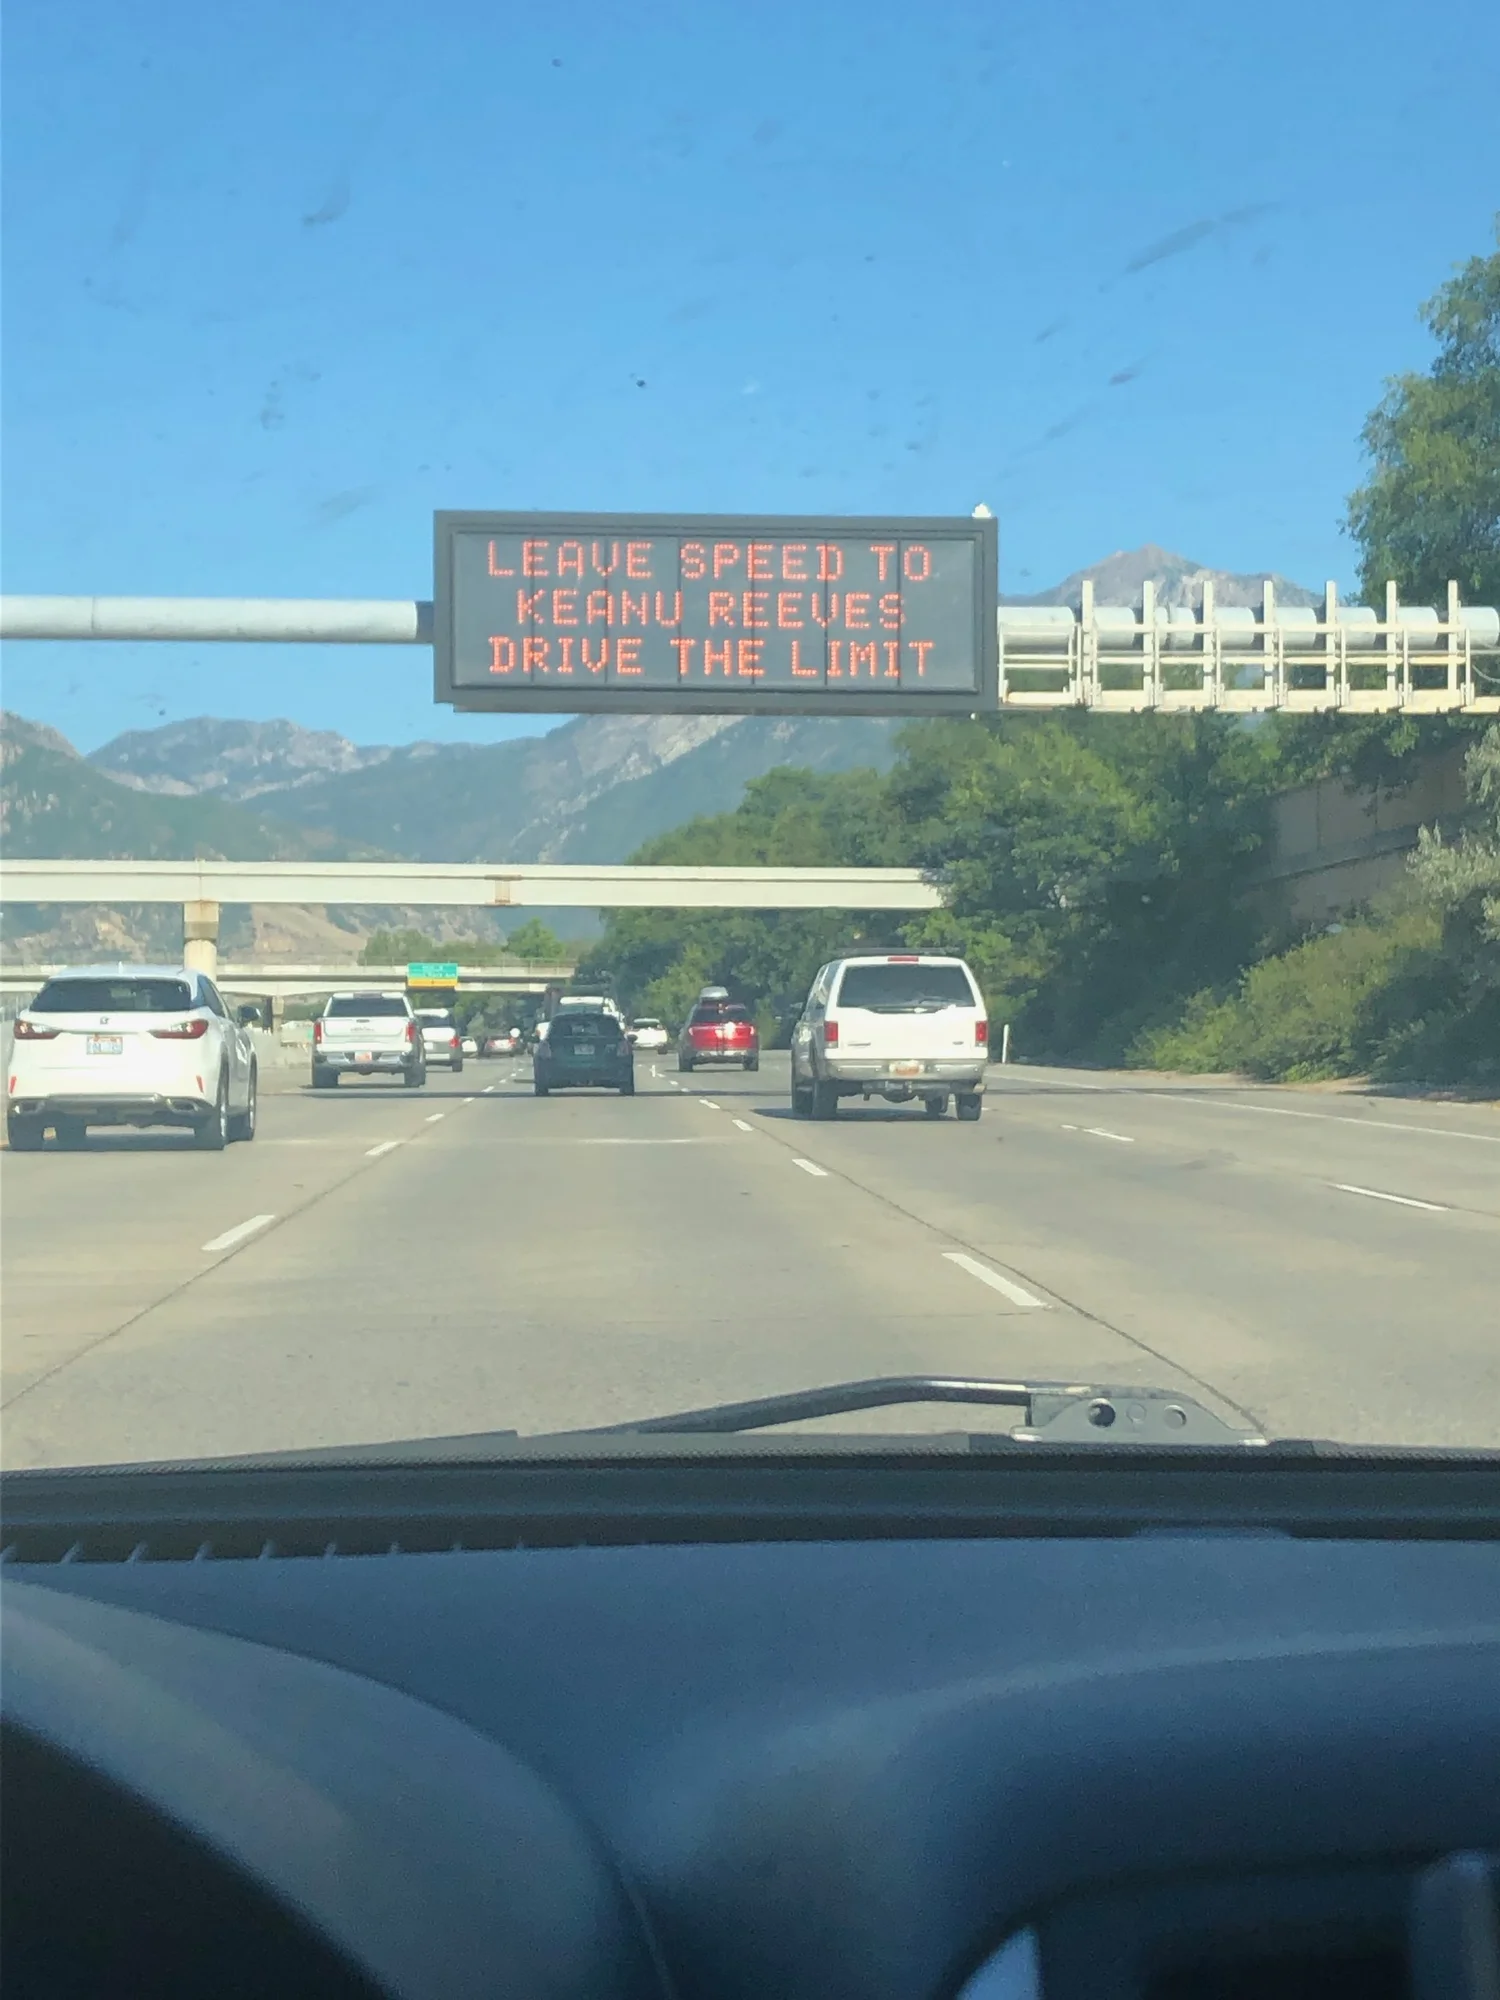 LEAVE SPEED TO
KEANU REEVES
DRIVE THE LIMIT